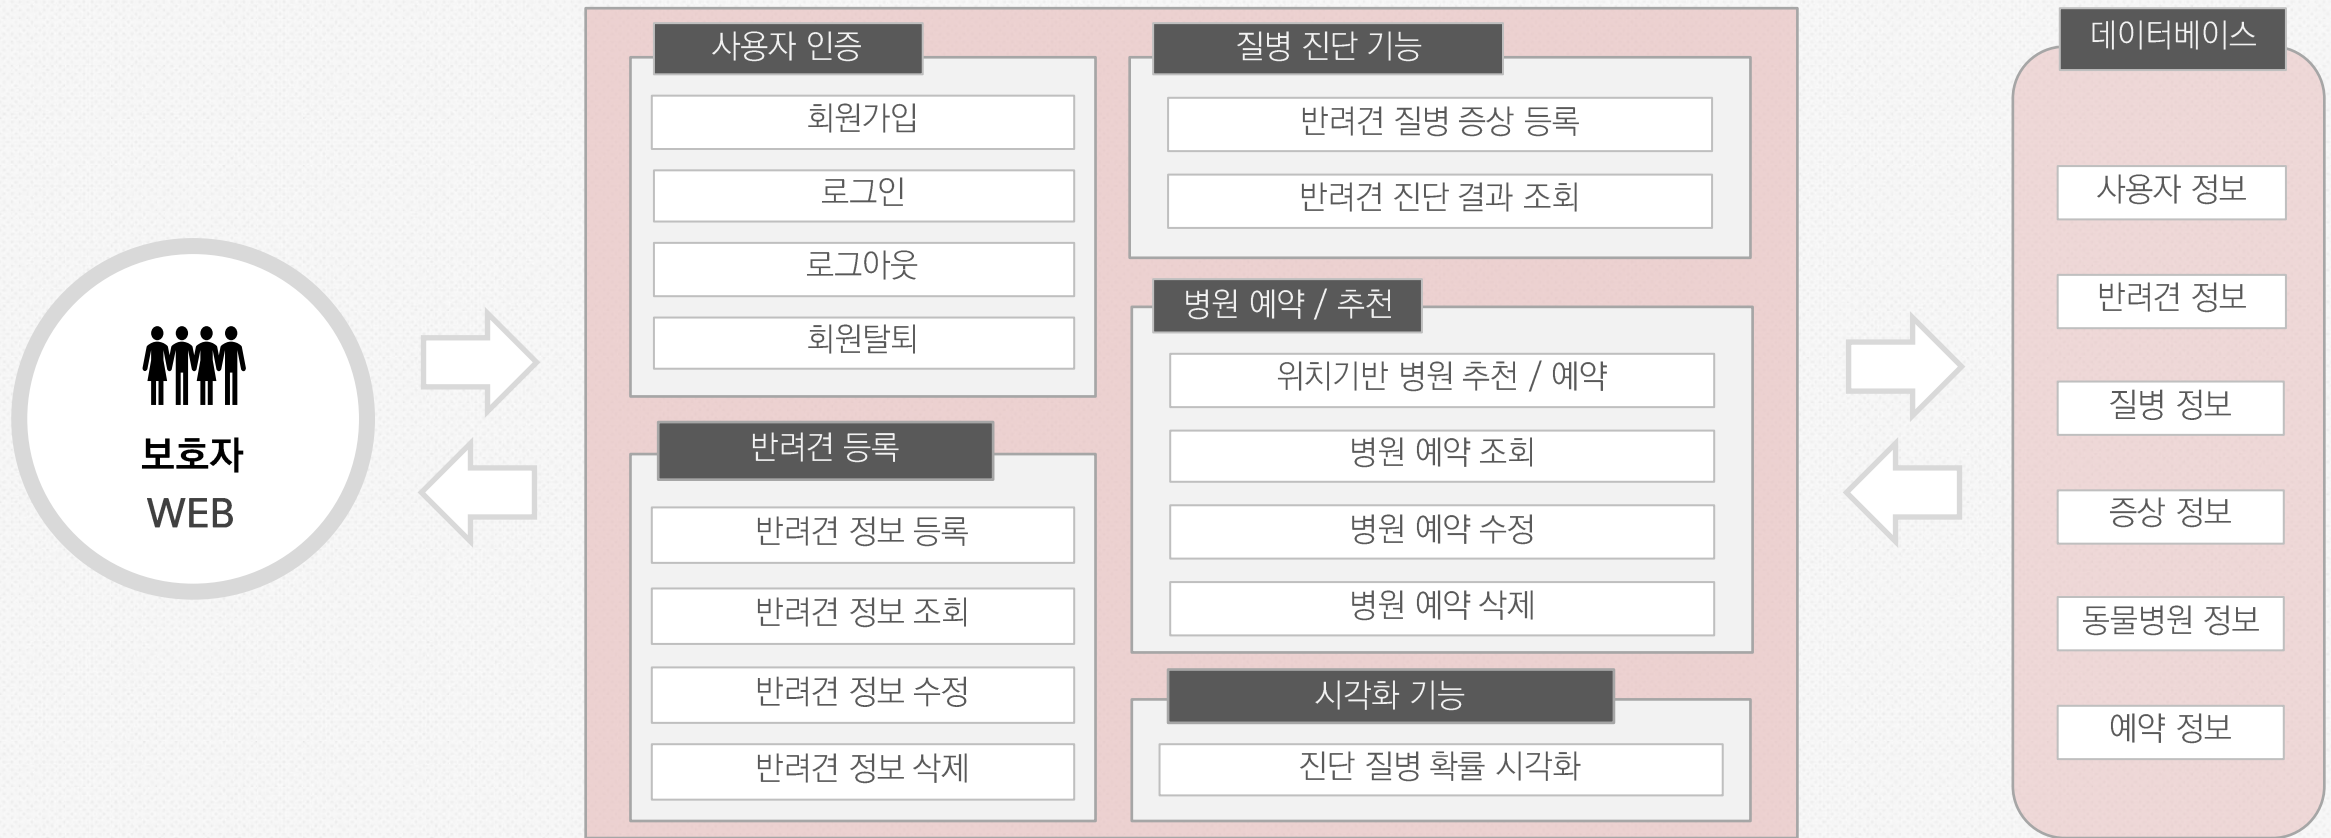 보호자
WEB
사용자 인증
회원가입
로그인
로그아웃
회원탈퇴
반려견 등록
반려견 정보 등록
반려견 정보 조회
반려견 정보 수정
반려견 정보 삭제
질병 진단 기능
반려견 질병 증상 등록
반려견 진단 결과 조회
병원 예약 / 추천
위치기반 병원 추천 / 예약
병원 예약 조회
병원 예약 수정
병원 예약 삭제
시각화 기능
진단 질병 확률 시각화
데이터베이스
사용자 정보
반려견 정보
질병 정보
증상 정보
동물병원 정보
예약 정보